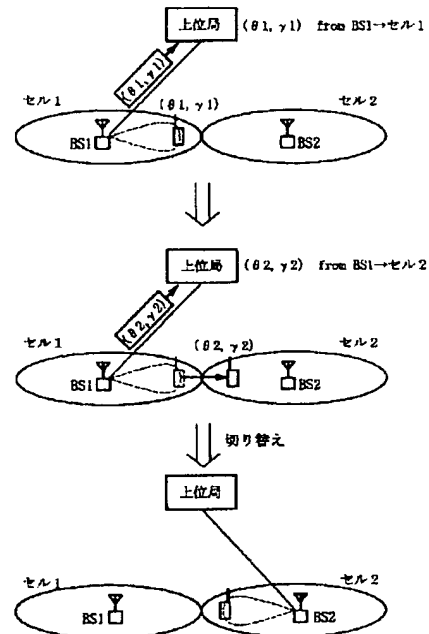 上位局 (θ1, γ1) from BS1→セル1
(θ1, γ1)
セル1 (θ1, γ1) セル2
BS1 BS2
上位局 (θ2, γ2) from BS1→セル2
(θ2, γ2)
セル1 (θ2, γ2) セル2
BS1 BS2
切り替え
上位局
セル1 セル2
BS1 BS2